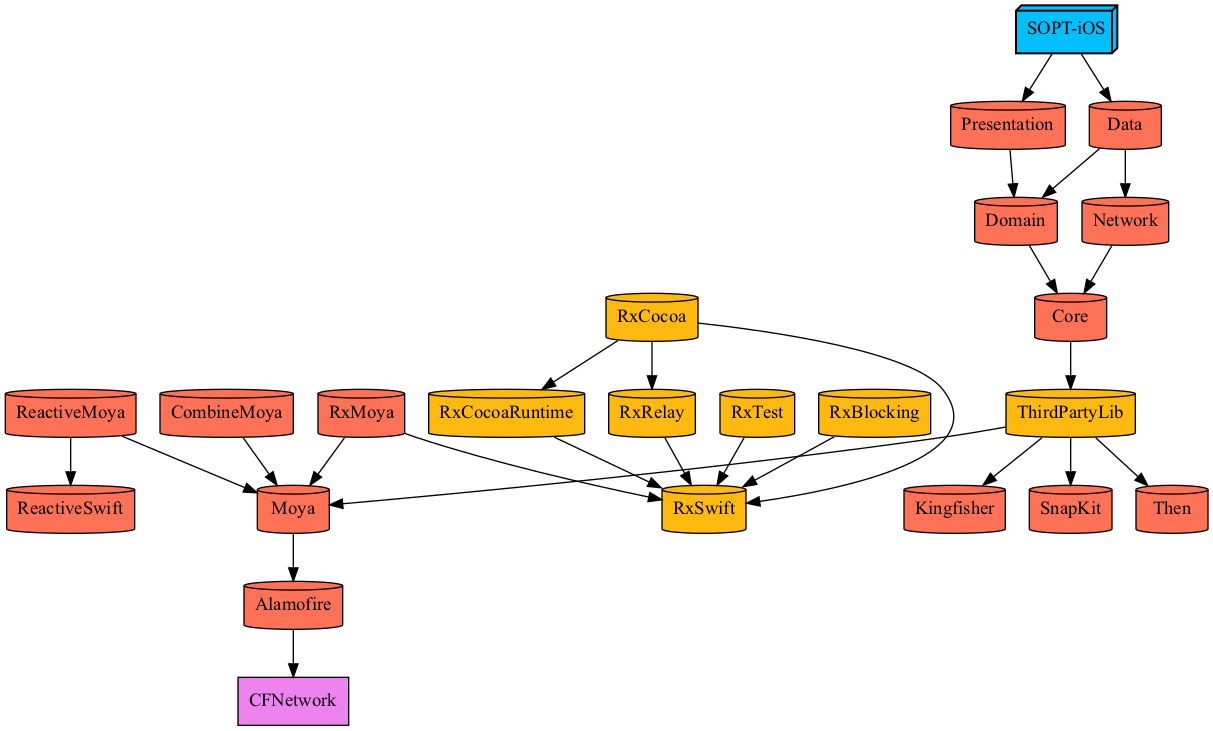 SOPT-iOS
Presentation
Data
Domain
Network
RxCocoa
Core
ReactiveMoya
CombineMoya
RxMoya
RxCocoaRuntime
RxRelay
RxTest
RxBlocking
ThirdPartyLib
ReactiveSwift
Moya
RxSwift
Kingfisher
SnapKit
Then
Alamofire
CFNetwork